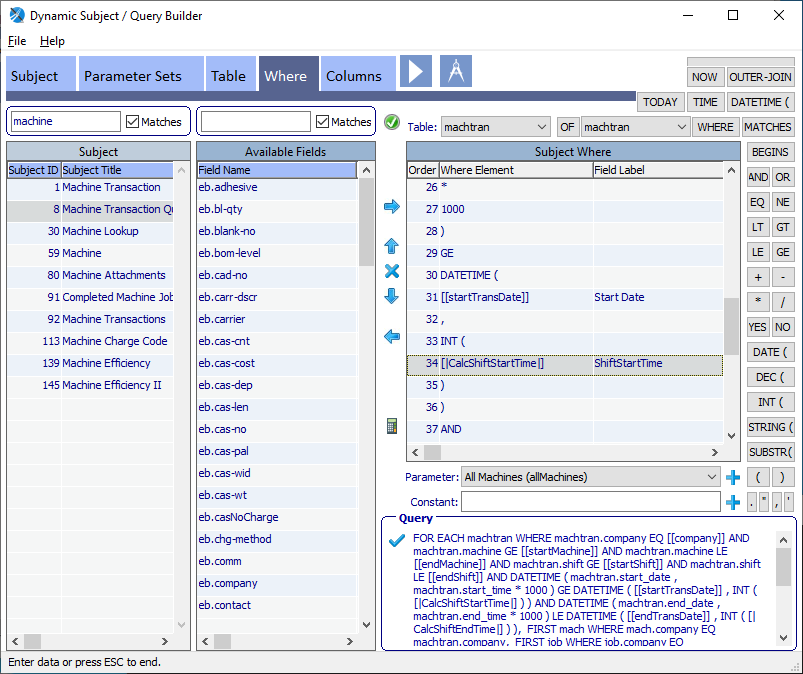 Dynamic Subject / Query Builder
File Help
Subject Parameter Sets Table Where Columns
NOW OUTER-JOIN
TODAY TIME DATETIME (
machine Matches Matches
Table: machtran OF machtran WHERE MATCHES
Subject
Subject ID Subject Title
1 Machine Transaction
8 Machine Transaction Qu
30 Machine Lookup
59 Machine
80 Machine Attachments
91 Completed Machine Job
92 Machine Transactions
113 Machine Charge Code
139 Machine Efficiency
145 Machine Efficiency II
Available Fields
Field Name
eb.adhesive
eb.bl-qty
eb.blank-no
eb.bom-level
eb.cad-no
eb.carr-dscr
eb.carrier
eb.cas-cnt
eb.cas-cost
eb.cas-dep
eb.cas-len
eb.cas-no
eb.cas-pal
eb.cas-wid
eb.cas-wt
eb.casNoCharge
eb.chg-method
eb.comm
eb.company
eb.contact
Subject Where
Order Where Element Field Label
26 *
27 1000
28 )
29 GE
30 DATETIME (
31 [[startTransDate]] Start Date
32 ,
33 INT (
34 [|CalcShiftStartTime|] ShiftStartTime
35 )
36 )
37 AND
BEGINS
AND OR
EQ NE
LT GT
LE GE
+ -
* /
YES NO
DATE (
DEC (
INT (
STRING (
SUBSTR(
( )
. " , '
Parameter: All Machines (allMachines)
Constant:
Query
FOR EACH machtran WHERE machtran.company EQ [[company]] AND
machtran.machine GE [[startMachine]] AND machtran.machine LE
[[endMachine]] AND machtran.shift GE [[startShift]] AND machtran.shift
LE [[endShift]] AND DATETIME ( machtran.start_date ,
machtran.start_time * 1000 ) GE DATETIME ( [[startTransDate]] , INT (
[|CalcShiftStartTime|] ) ) AND DATETIME ( machtran.end_date ,
machtran.end_time * 1000 ) LE DATETIME ( [[endTransDate]] , INT ( [|
CalcShiftEndTime|] ) ), FIRST mach WHERE mach.company EQ
machtran.company, FIRST job WHERE job.company EQ
Enter data or press ESC to end.